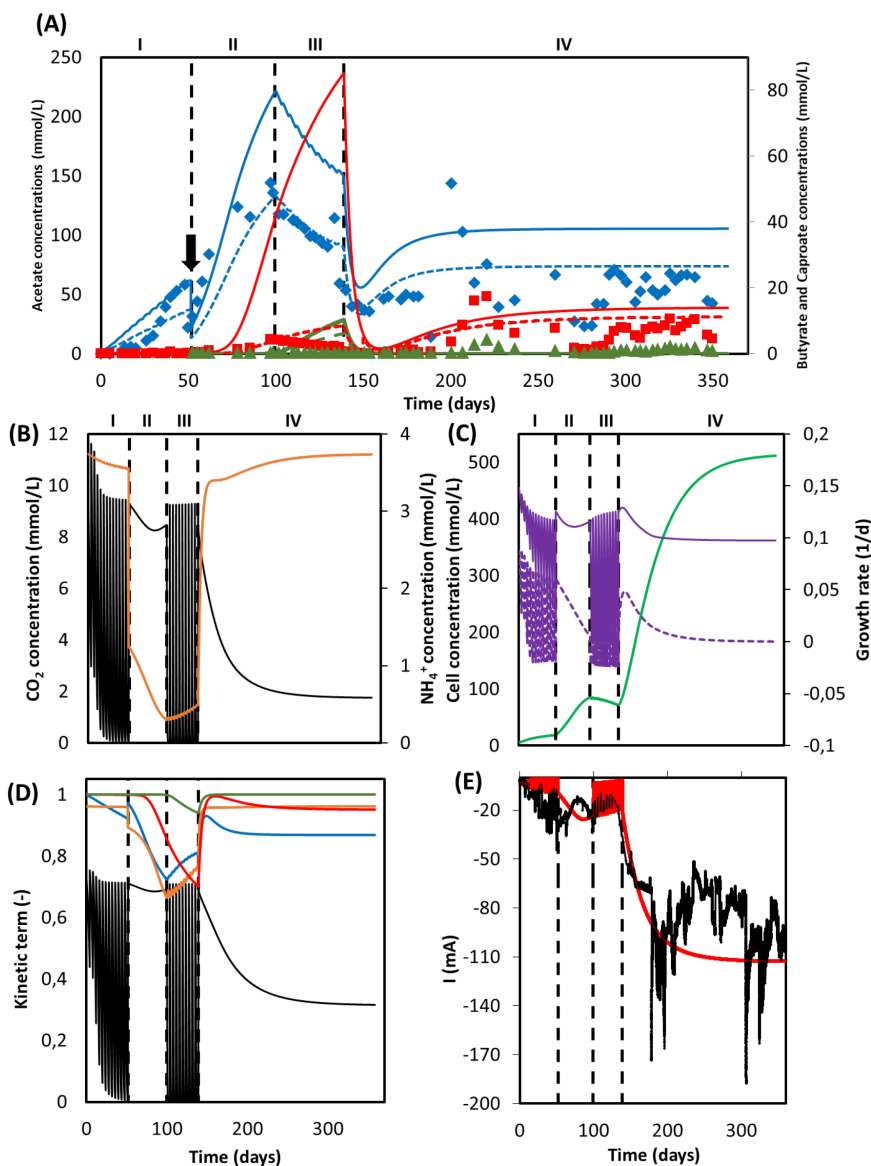 (A)
I II III IV
250
200
150
100
50
0
Acetate concentrations (mmol/L)
80
60
40
20
0
Butyrate and Caproate concentrations (mmol/L)
0 50 100 150 200 250 300 350
Time (days)
(B)
I II III IV
12
10
8
6
4
2
0
CO2 concentration (mmol/L)
4
3
2
1
0
NH4+ concentration (mmol/L)
(C)
I II III IV
500
450
400
350
300
250
200
150
100
50
0
Cell concentration (mmol/L)
0,2
0,15
0,1
0,05
0
-0,05
-0,1
Growth rate (1/d)
(D)
1
0,8
0,6
0,4
0,2
0
Kinetic term (-)
0 100 200 300
Time (days)
(E)
0 100 200 300
-20
-50
-80
-110
-140
-170
-200
I (mA)
Time (days)